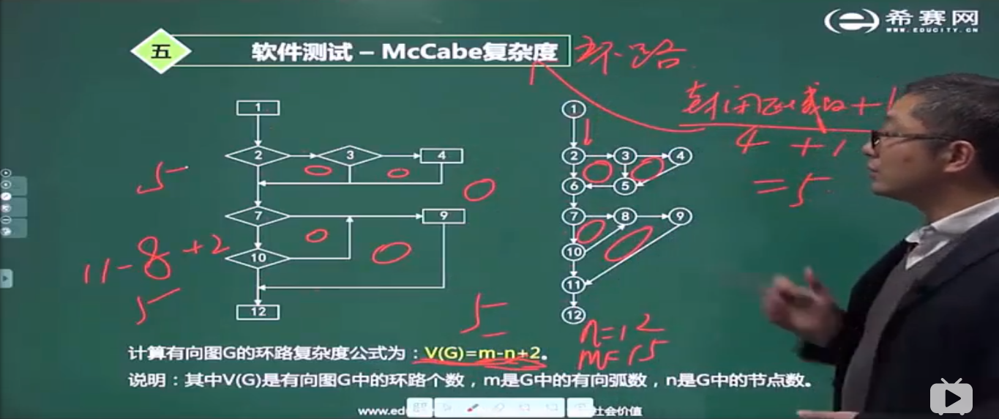 希赛网
WWW.EDUCITY.CN
五
软件测试 – McCabe复杂度
环路
封闭区域数+1
4 +1
=5
1
2
3
4
7
9
10
12
5
11-8+2
5
5
1
2
3
4
6
5
7
8
9
10
11
12
n=12
m=15
计算有向图G的环路复杂度公式为：V(G)=m-n+2。
说明：其中V(G)是有向图G中的环路个数，m是G中的有向弧数，n是G中的节点数。
www.ed
社会价值